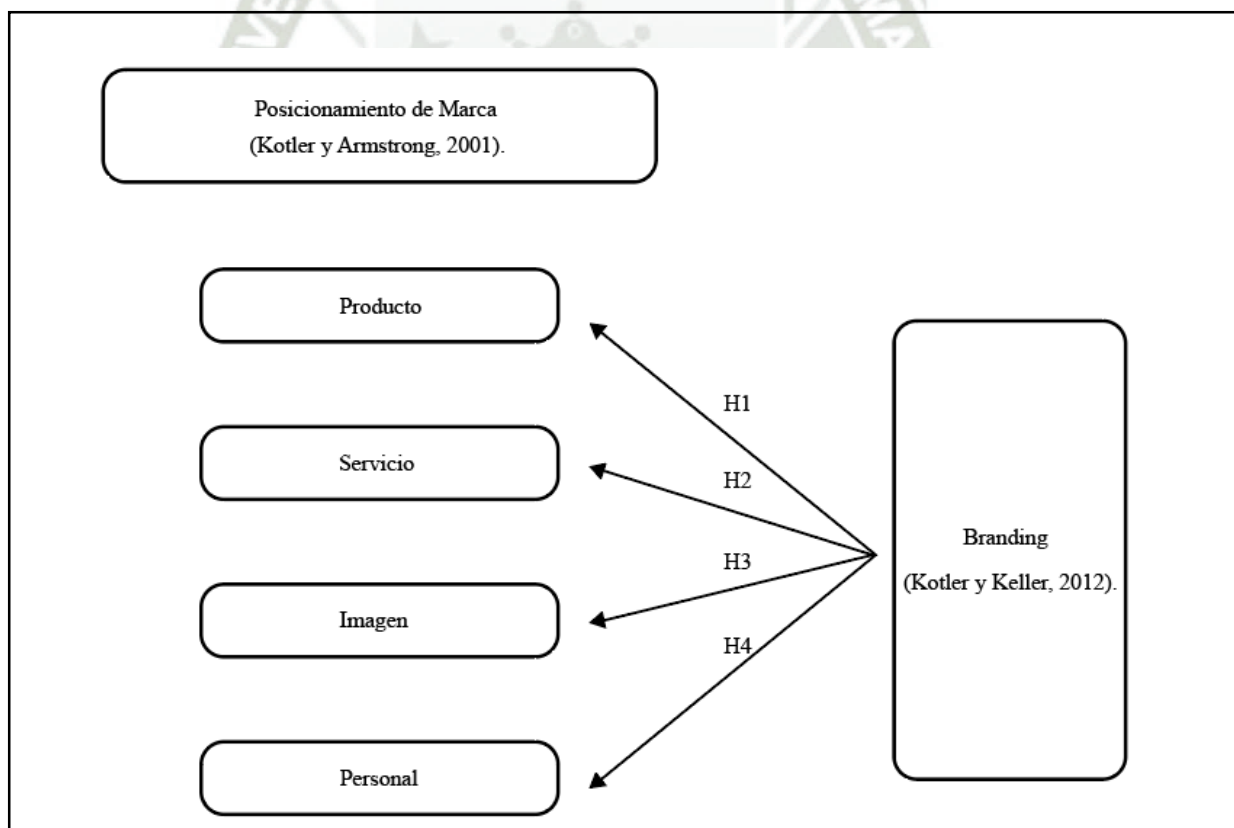 Posicionamiento de Marca
(Kotler y Armstrong, 2001).
Producto
Servicio
Imagen
Personal
H1
H2
H3
H4
Branding
(Kotler y Keller, 2012).